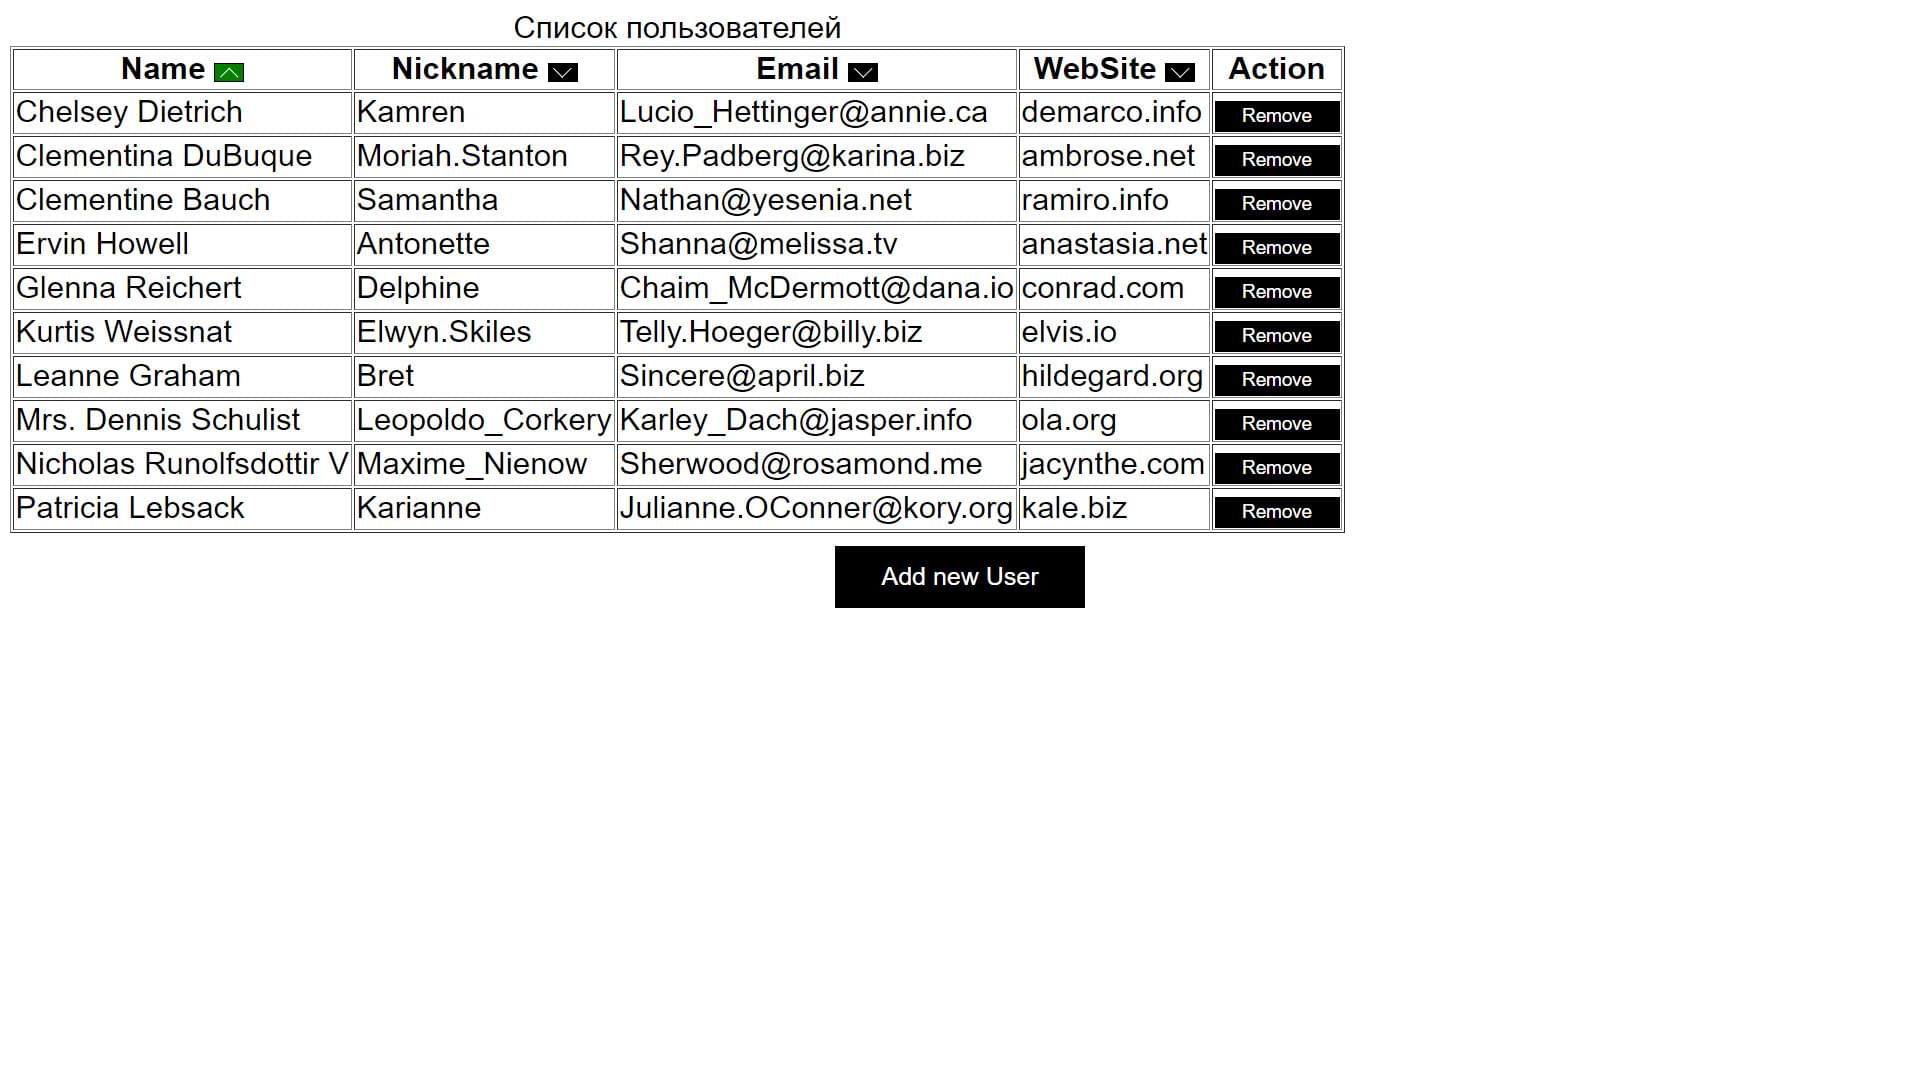 Список пользователей
Name Nickname Email WebSite Action
Chelsey Dietrich Kamren Lucio_Hettinger@annie.ca demarco.info Remove
Clementina DuBuque Moriah.Stanton Rey.Padberg@karina.biz ambrose.net Remove
Clementine Bauch Samantha Nathan@yesenia.net ramiro.info Remove
Ervin Howell Antonette Shanna@melissa.tv anastasia.net Remove
Glenna Reichert Delphine Chaim_McDermott@dana.io conrad.com Remove
Kurtis Weissnat Elwyn.Skiles Telly.Hoeger@billy.biz elvis.io Remove
Leanne Graham Bret Sincere@april.biz hildegard.org Remove
Mrs. Dennis Schulist Leopoldo_Corkery Karley_Dach@jasper.info ola.org Remove
Nicholas Runolfsdottir V Maxime_Nienow Sherwood@rosamond.me jacynthe.com Remove
Patricia Lebsack Karianne Julianne.OConner@kory.org kale.biz Remove
Add new User